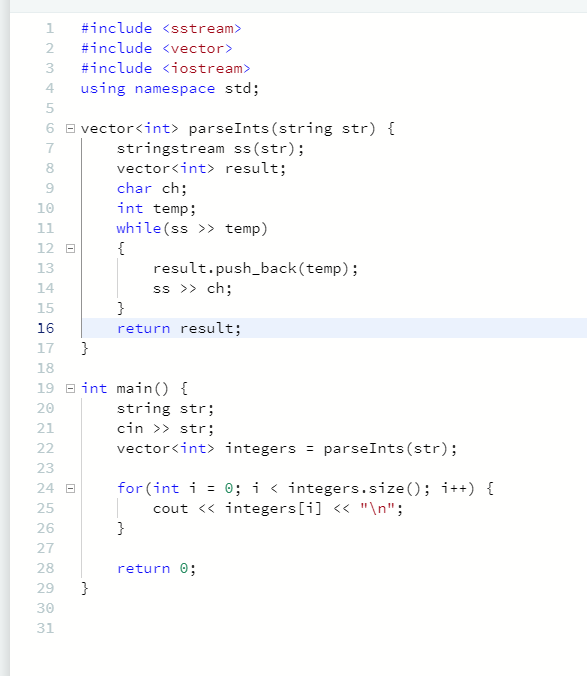 1 #include <sstream>
2 #include <vector>
3 #include <iostream>
4 using namespace std;
5
6 vector<int> parseInts(string str) {
7 stringstream ss(str);
8 vector<int> result;
9 char ch;
10 int temp;
11 while(ss >> temp)
12 {
13 result.push_back(temp);
14 ss >> ch;
15 }
16 return result;
17 }
18
19 int main() {
20 string str;
21 cin >> str;
22 vector<int> integers = parseInts(str);
23
24 for(int i = 0; i < integers.size(); i++) {
25 cout << integers[i] << "\n";
26 }
27
28 return 0;
29 }
30
31